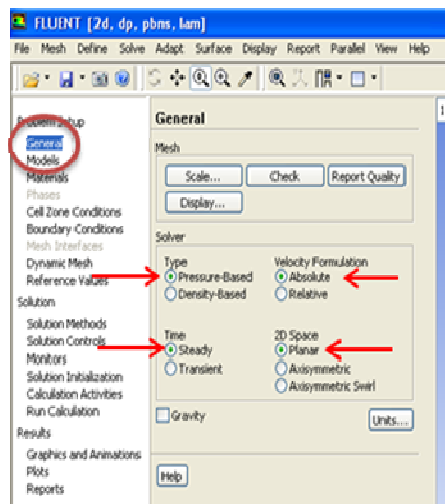 FLUENT [2d, dp, pbms, lam]
File Mesh Define Solve Adapt Surface Display Report Parallel View Help
Problem Setup
General
Models
Materials
Phases
Cell Zone Conditions
Boundary Conditions
Mesh Interfaces
Dynamic Mesh
Reference Values
Solution
Solution Methods
Solution Controls
Monitors
Solution Initialization
Calculation Activities
Run Calculation
Results
Graphics and Animations
Plots
Reports
General
Mesh
Scale... Check Report Quality
Display...
Solver
Type Velocity Formulation
Pressure-Based Absolute
Density-Based Relative
Time 2D Space
Steady Planar
Transient Axisymmetric
Axisymmetric Swirl
Gravity Units...
Help
1